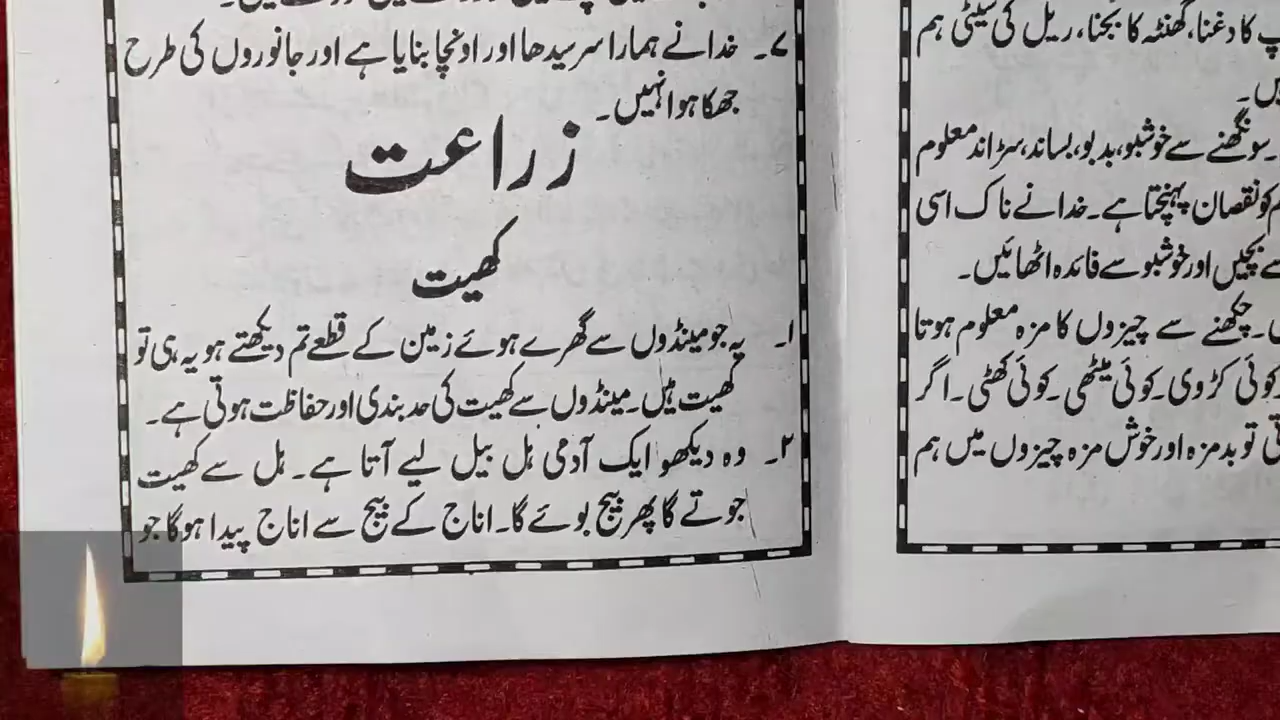 ۷۔ خدا نے ہمارا سر سیدھا اور اونچا بنایا ہے اور جانوروں کی طرح
جھکا ہوا نہیں۔
زراعت
کھیت
۱۔ یہ جو مینڈوں سے گھرے ہوئے زمین کے قطعے تم دیکھتے ہو یہ ہی تو
کھیت ہیں۔ مینڈوں سے کھیت کی حد بندی اور حفاظت ہوتی ہے۔
۲۔ وہ دیکھو ایک آدمی ہل بیل لیے آتا ہے۔ ہل سے کھیت
جوتے گا پھر بیج بوئے گا۔ اناج کے بیج سے اناج پیدا ہوگا جو
کا دغنا، گھنٹہ کا بجنا، ریل کی سیٹی ہم
سونگھنے سے خوشبو، بدبو، بساند، سڑاند معلوم
کو نقصان پہنچتا ہے۔ خدا نے ناک اسی
سے بچیں اور خوشبو سے فائدہ اٹھائیں۔
چکھنے سے چیزوں کا مزہ معلوم ہوتا
کوئی کڑوی۔ کوئی میٹھی۔ کوئی کھٹی۔ اگر
تو بدمزہ اور خوش مزہ چیزوں میں ہم